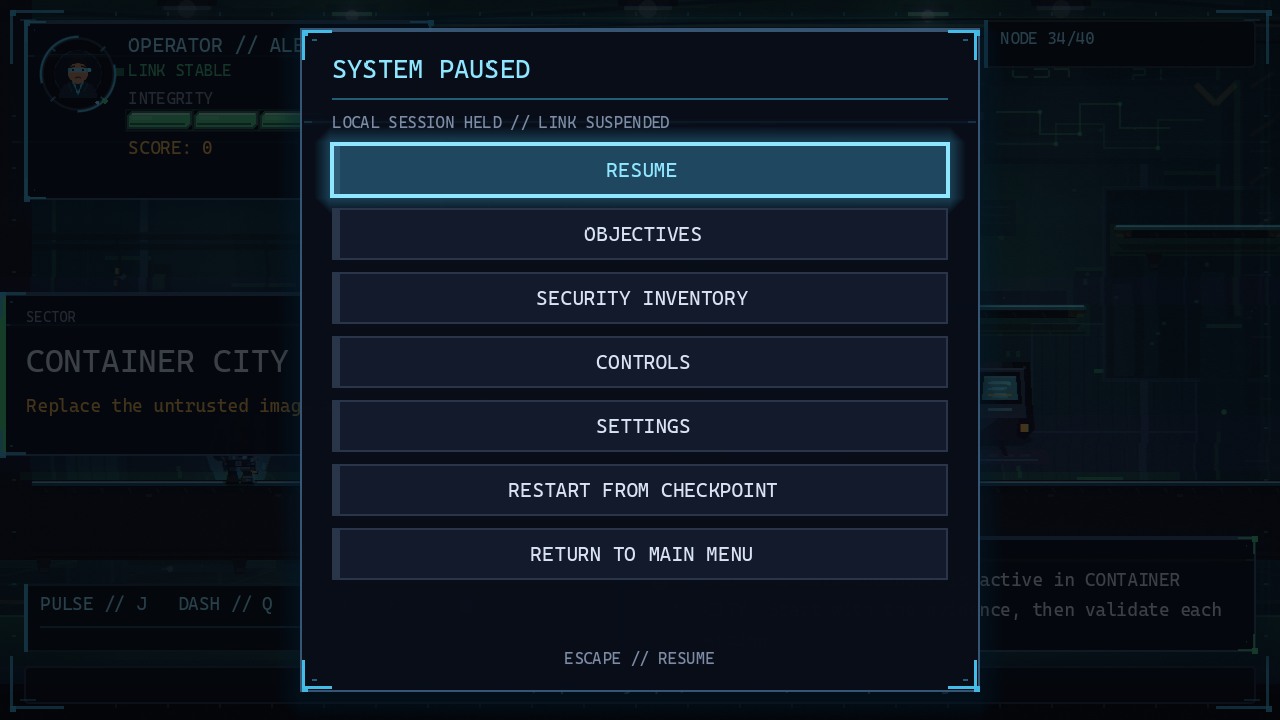 OPERATOR // ALE
LINK STABLE
INTEGRITY
SCORE: 0
NODE 34/40
SYSTEM PAUSED
LOCAL SESSION HELD // LINK SUSPENDED
RESUME
OBJECTIVES
SECURITY INVENTORY
CONTROLS
SETTINGS
RESTART FROM CHECKPOINT
RETURN TO MAIN MENU
ESCAPE // RESUME
SECTOR
CONTAINER CITY
Replace the untrusted imag
PULSE // J DASH // Q
active in CONTAINER
nce, then validate each